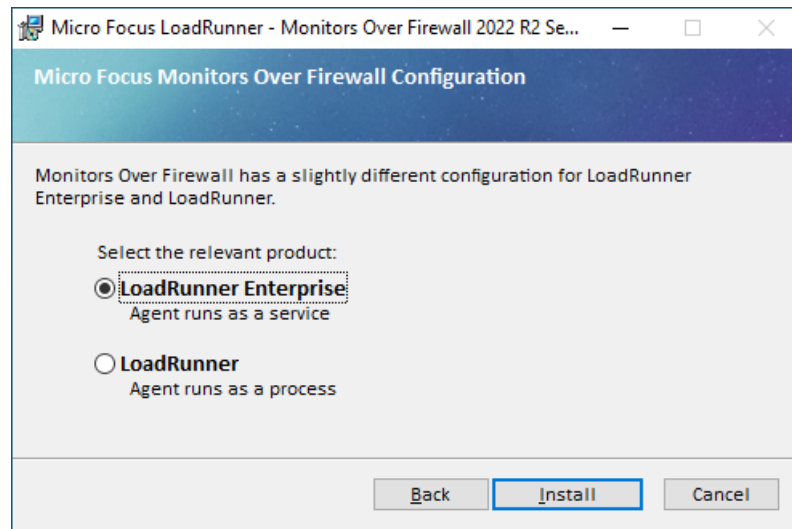 Micro Focus LoadRunner - Monitors Over Firewall 2022 R2 Se...
Micro Focus Monitors Over Firewall Configuration
Monitors Over Firewall has a slightly different configuration for LoadRunner
Enterprise and LoadRunner.
Select the relevant product:
LoadRunner Enterprise
Agent runs as a service
LoadRunner
Agent runs as a process
Back
Install
Cancel